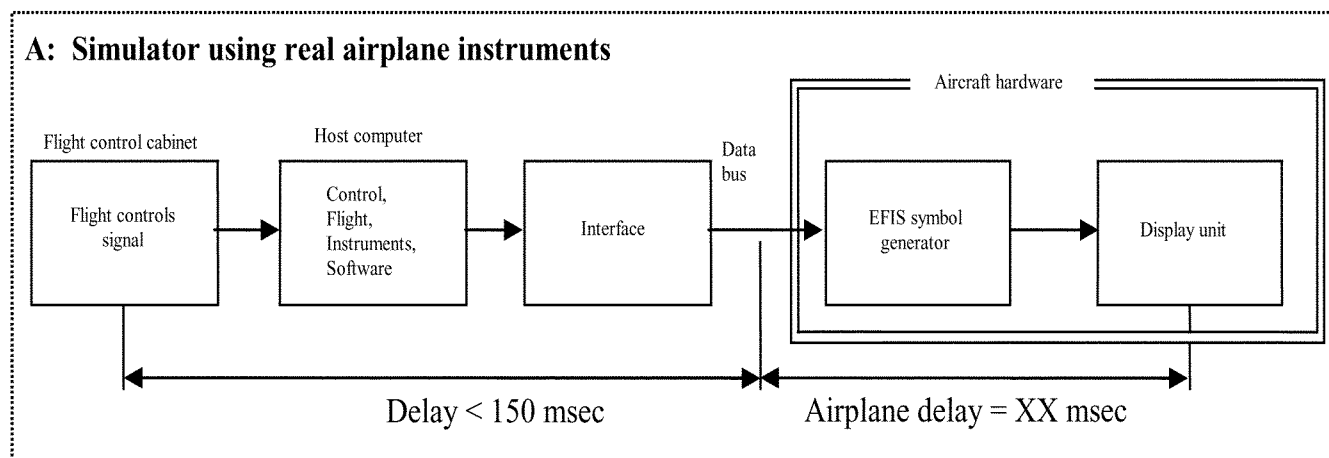 A: Simulator using real airplane instruments
Aircraft hardware
Flight control cabinet
Host computer
Data
bus
Flight controls
signal
Control,
Flight,
Instruments,
Software
Interface
EFIS symbol
generator
Display unit
Delay < 150 msec
Airplane delay = XX msec